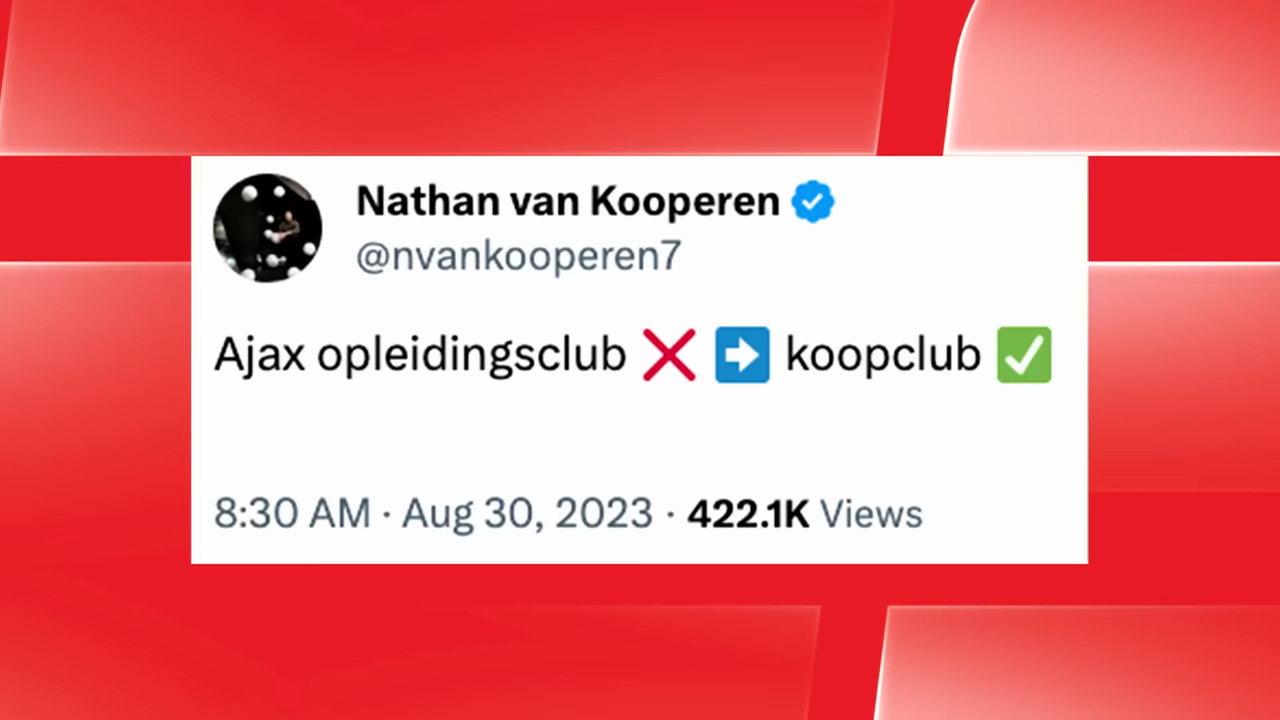 Nathan van Kooperen
@nvankooperen7
Ajax opleidingsclub ❌ ➡️ koopclub ✅
8:30 AM · Aug 30, 2023 · 422.1K Views